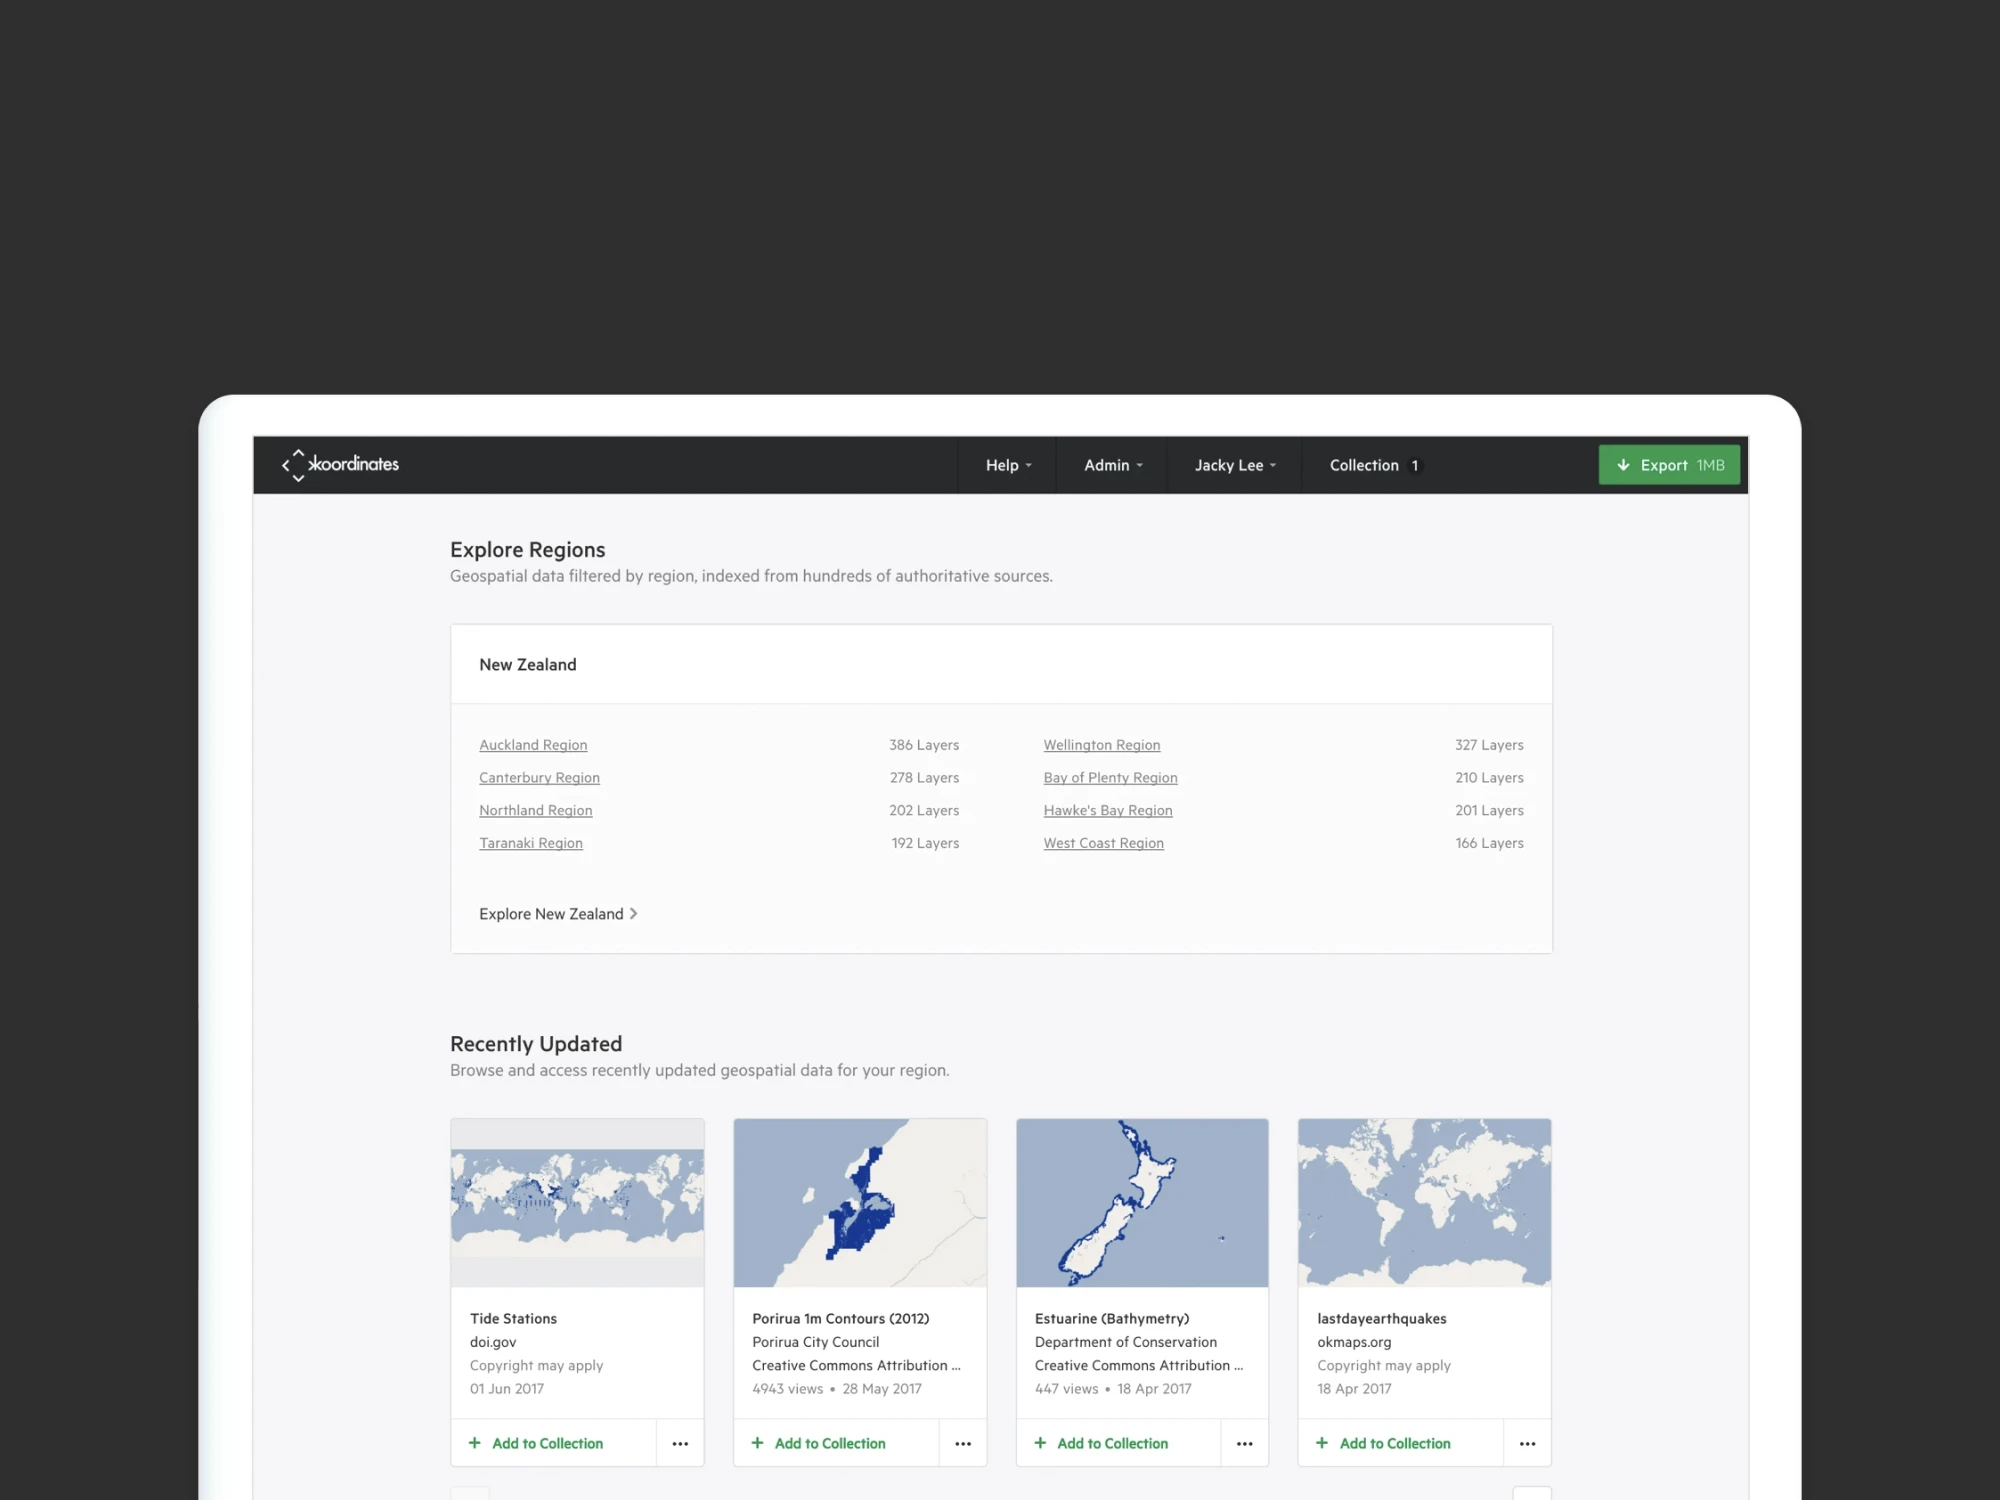 koordinates
Help
Admin
Jacky Lee
Collection 1
Export 1MB
Explore Regions
Geospatial data filtered by region, indexed from hundreds of authoritative sources.
New Zealand
Auckland Region 386 Layers
Wellington Region 327 Layers
Canterbury Region 278 Layers
Bay of Plenty Region 210 Layers
Northland Region 202 Layers
Hawke's Bay Region 201 Layers
Taranaki Region 192 Layers
West Coast Region 166 Layers
Explore New Zealand
Recently Updated
Browse and access recently updated geospatial data for your region.
Tide Stations
doi.gov
Copyright may apply
01 Jun 2017
+ Add to Collection ...
Porirua 1m Contours (2012)
Porirua City Council
Creative Commons Attribution ...
4943 views • 28 May 2017
+ Add to Collection ...
Estuarine (Bathymetry)
Department of Conservation
Creative Commons Attribution ...
447 views • 18 Apr 2017
+ Add to Collection ...
lastdayearthquakes
okmaps.org
Copyright may apply
18 Apr 2017
+ Add to Collection ...